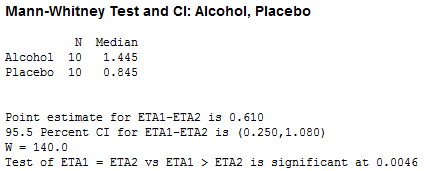 Mann-Whitney Test and CI: Alcohol, Placebo
N Median
Alcohol 10 1.445
Placebo 10 0.845
Point estimate for ETA1-ETA2 is 0.610
95.5 Percent CI for ETA1-ETA2 is (0.250,1.080)
W = 140.0
Test of ETA1 = ETA2 vs ETA1 > ETA2 is significant at 0.0046